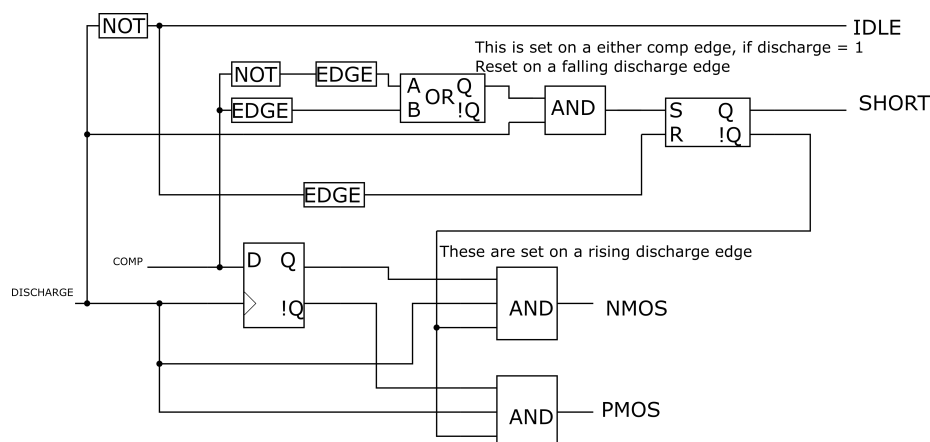 NOT
IDLE
This is set on a either comp edge, if discharge = 1
Reset on a falling discharge edge
NOT
EDGE
A
Q
OR
B
!Q
EDGE
AND
S
Q
R
!Q
SHORT
EDGE
These are set on a rising discharge edge
COMP
D
Q
!Q
DISCHARGE
AND
NMOS
AND
PMOS